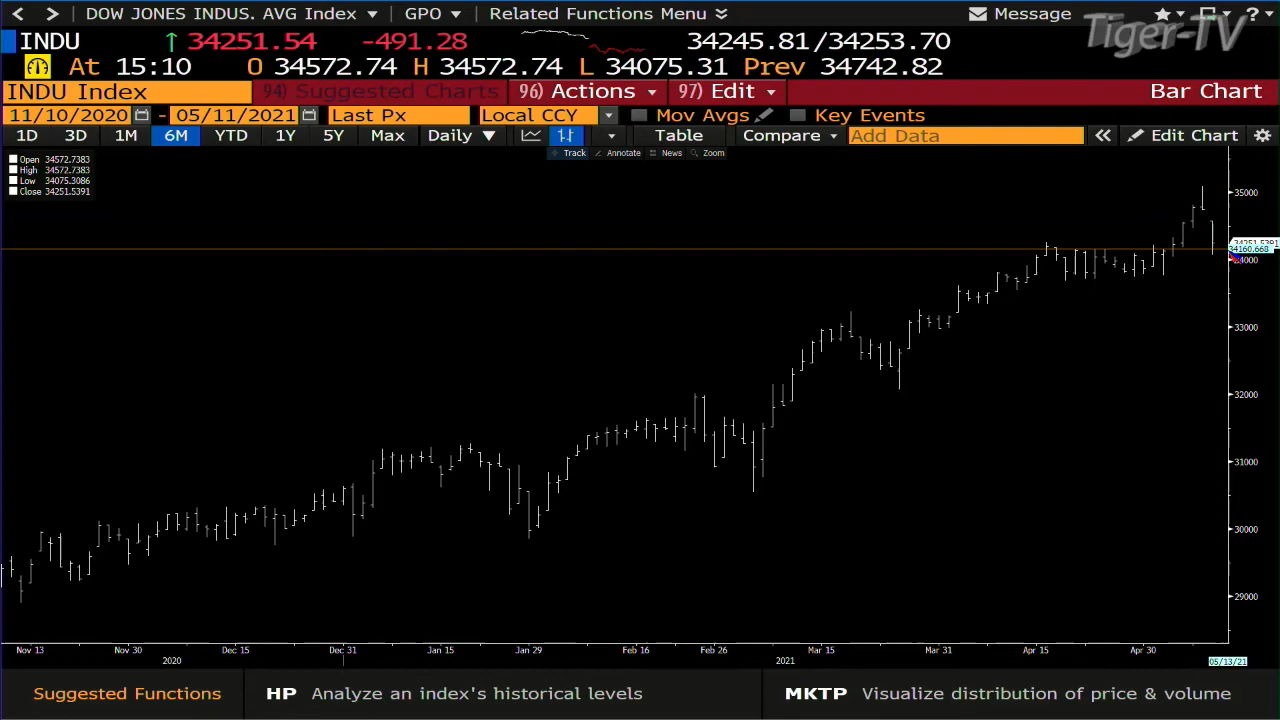 < > DOW JONES INDUS. AVG Index GPO Related Functions Menu Message ?
Tiger-TV
INDU ↑ 34251.54 -491.28 34245.81/34253.70
At 15:10 O 34572.74 H 34572.74 L 34075.31 Prev 34742.82
INDU Index 94) Suggested Charts 96) Actions 97) Edit Bar Chart
11/10/2020 - 05/11/2021 Last Px Local CCY Mov Avgs Key Events
1D 3D 1M 6M YTD 1Y 5Y Max Daily Table Compare Add Data « Edit Chart
Track Annotate News Zoom
Open 34572.7383
High 34572.7383
Low 34075.3086
Close 34251.5391
35000
34251.5391
34160.668
34000
33000
32000
31000
30000
29000
Nov 13 Nov 30 Dec 15 Dec 31 Jan 15 Jan 29 Feb 16 Feb 26 Mar 15 Mar 31 Apr 15 Apr 30
2020 2021 05/13/21
Suggested Functions HP Analyze an index's historical levels MKTP Visualize distribution of price & volume